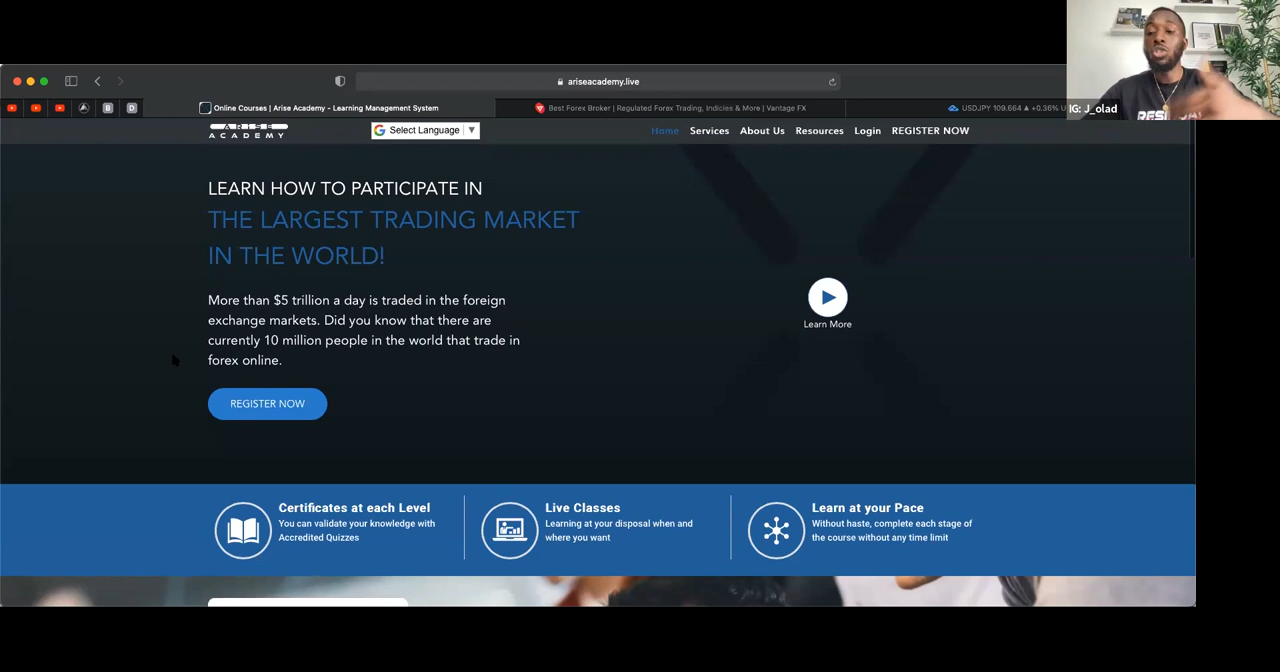 ariseacademy.live
B
D
Online Courses | Arise Academy - Learning Management System
Best Forex Broker | Regulated Forex Trading, Indicies & More | Vantage FX
USDJPY 109.664 ▲ +0.36% U
IG: J_olad
ARISE
ACADEMY
G Select Language ▼
Home
Services
About Us
Resources
Login
REGISTER NOW
LEARN HOW TO PARTICIPATE IN
THE LARGEST TRADING MARKET
IN THE WORLD!
More than $5 trillion a day is traded in the foreign
exchange markets. Did you know that there are
currently 10 million people in the world that trade in
forex online.
REGISTER NOW
Learn More
Certificates at each Level
You can validate your knowledge with
Accredited Quizzes
Live Classes
Learning at your disposal when and
where you want
Learn at your Pace
Without haste, complete each stage of
the course without any time limit